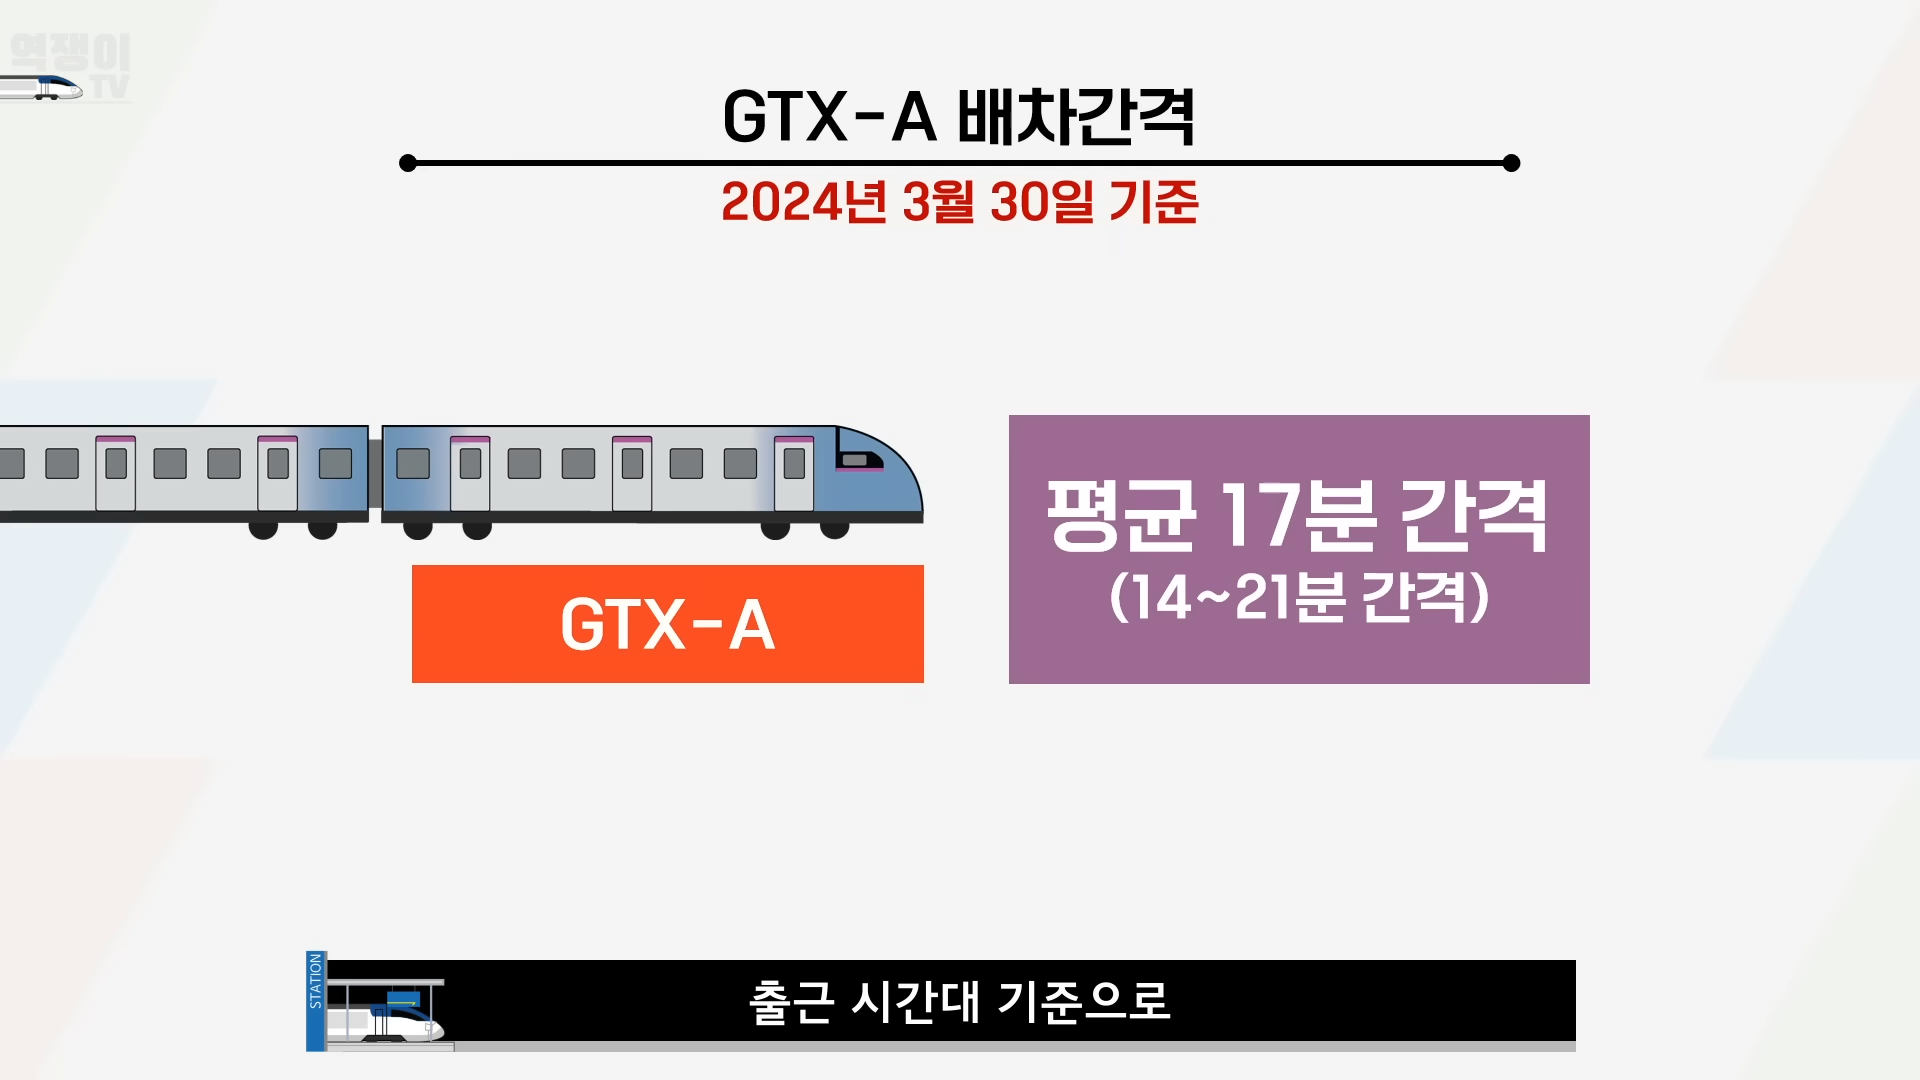 역쟁이
TV
GTX-A 배차간격
2024년 3월 30일 기준
평균 17분 간격
(14~21분 간격)
GTX-A
STATION
출근 시간대 기준으로